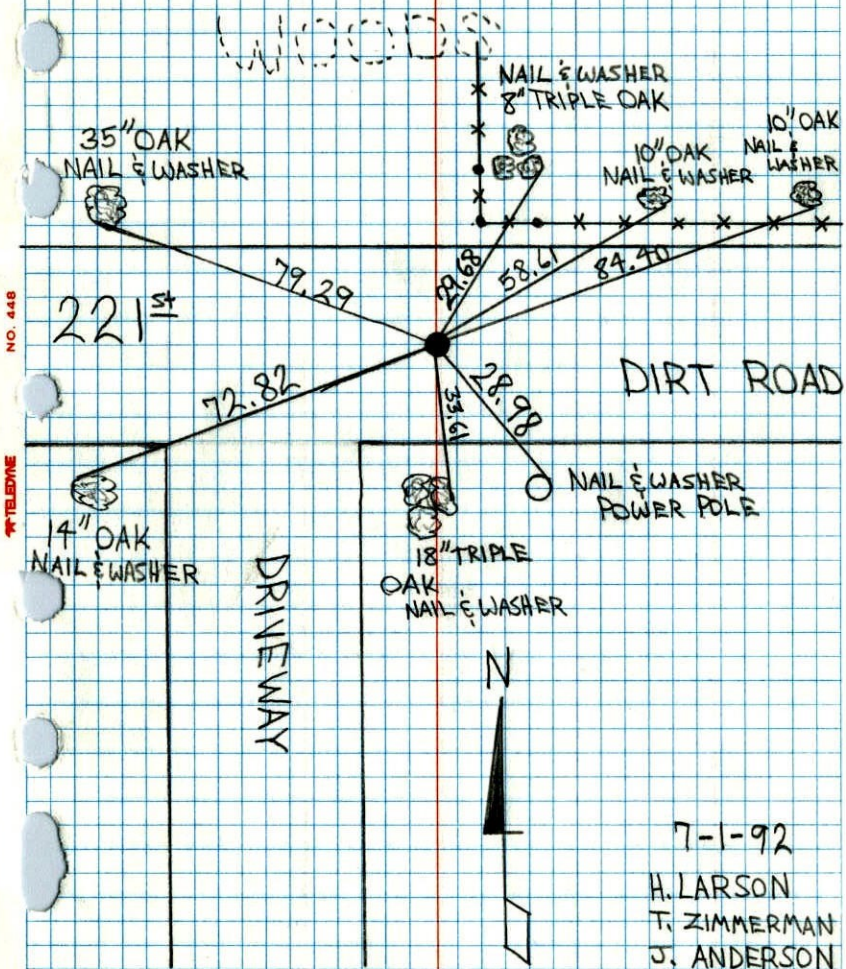 WOODS
NAIL & WASHER
8" TRIPLE OAK
35" OAK
NAIL & WASHER
10" OAK
NAIL & WASHER
10" OAK
NAIL &
WASHER
79.29
29.68
58.61
84.40
221st
DIRT ROAD
72.82
33.61
28.98
NAIL & WASHER
POWER POLE
14" OAK
NAIL & WASHER
18" TRIPLE
OAK
NAIL & WASHER
DRIVEWAY
N
7-1-92
H. LARSON
T. ZIMMERMAN
J. ANDERSON
NO. 448
TELEDYNE